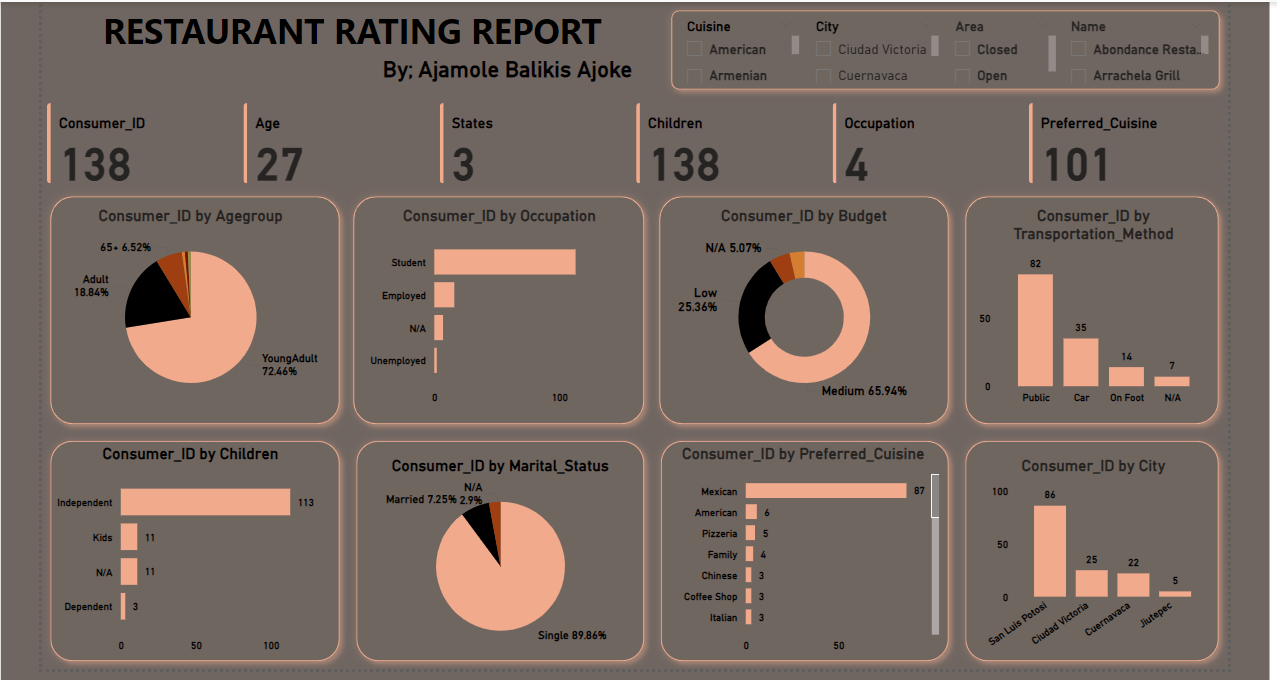 RESTAURANT RATING REPORT
By; Ajamole Balikis Ajoke
Cuisine
American
Armenian
City
Ciudad Victoria
Cuernavaca
Area
Closed
Open
Name
Abondance Resta...
Arrachela Grill
Consumer_ID
138
Age
27
States
3
Children
138
Occupation
4
Preferred_Cuisine
101
Consumer_ID by Agegroup
65+ 6.52%
Adult
18.84%
YoungAdult
72.46%
Consumer_ID by Occupation
Student
Employed
N/A
Unemployed
0 100
Consumer_ID by Budget
N/A 5.07%
Low
25.36%
Medium 65.94%
Consumer_ID by
Transportation_Method
82
50
35
14
7
0
Public Car On Foot N/A
Consumer_ID by Children
Independent 113
Kids 11
N/A 11
Dependent 3
0 50 100
Consumer_ID by Marital_Status
N/A
2.9%
Married 7.25%
Single 89.86%
Consumer_ID by Preferred_Cuisine
Mexican 87
American 6
Pizzeria 5
Family 4
Chinese 3
Coffee Shop 3
Italian 3
0 50
Consumer_ID by City
100
86
50
25
22
5
0
San Luis Potosi
Ciudad Victoria
Cuernavaca
Jiutepec